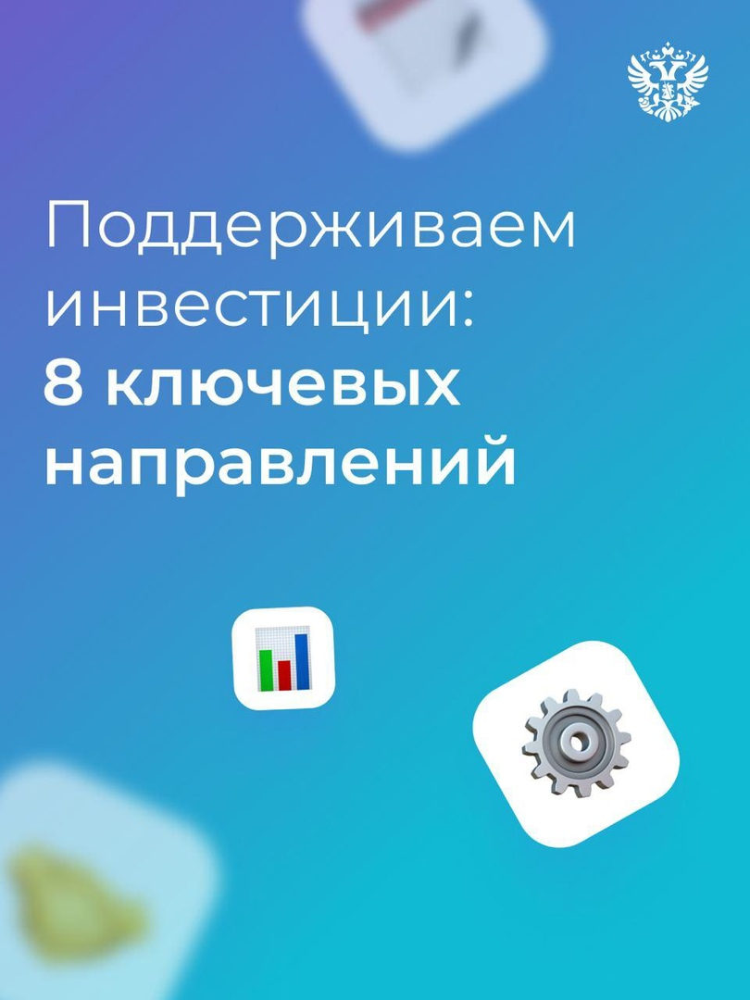 Поддерживаем
инвестиции:
8 ключевых
направлений